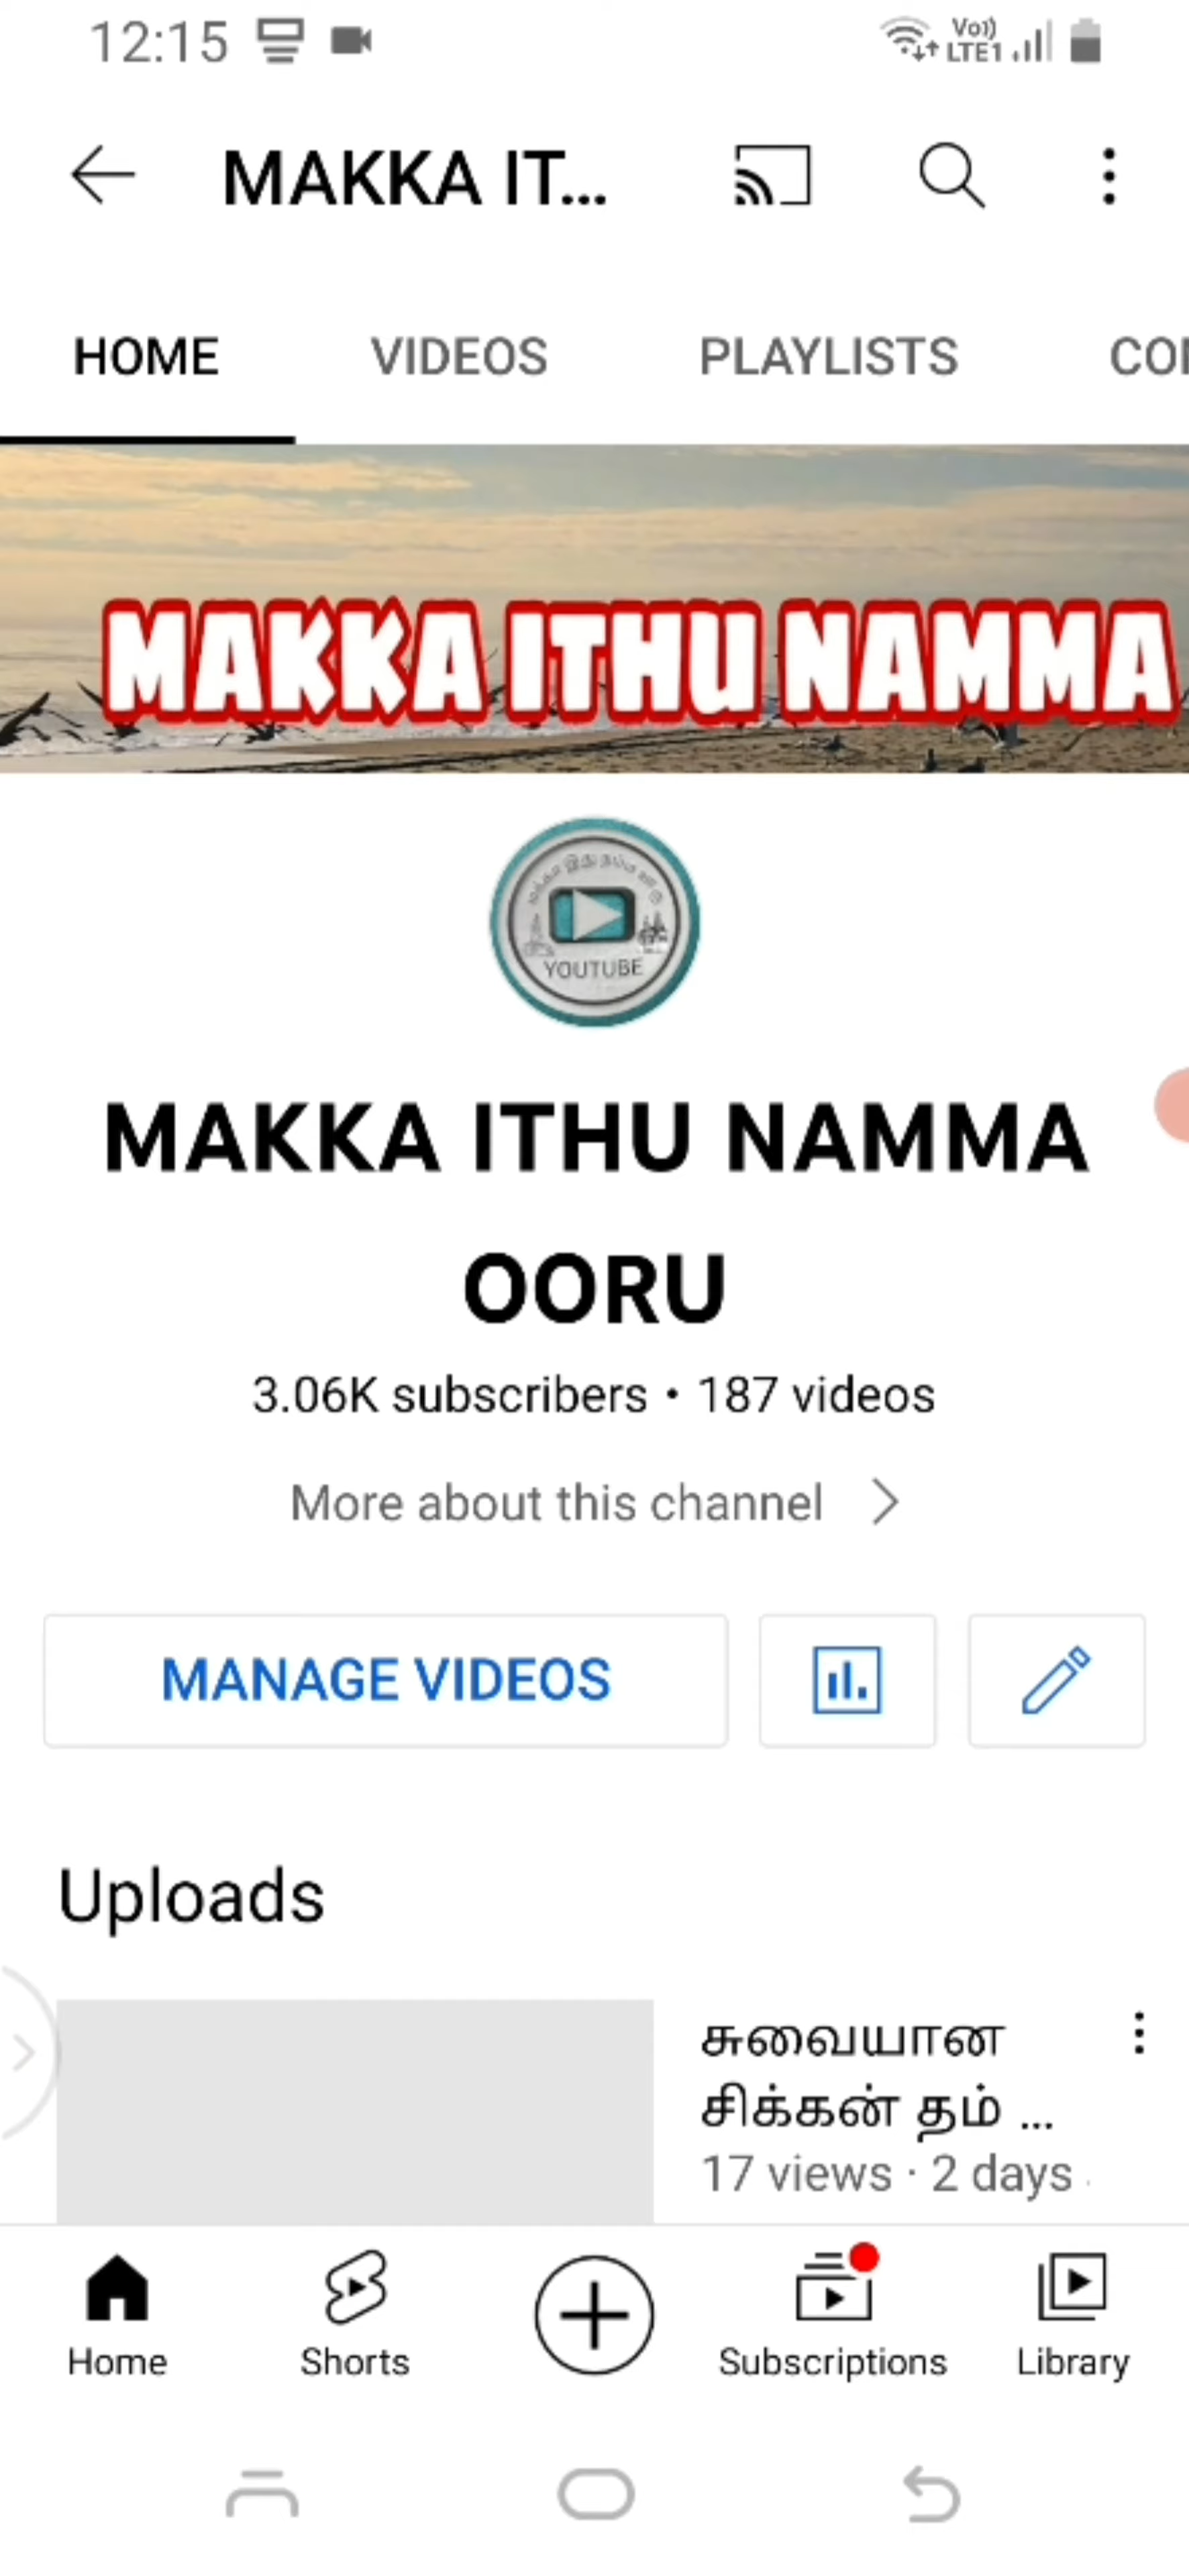 12:15
Vo))
LTE1
MAKKA IT...
HOME VIDEOS PLAYLISTS
MAKKA ITHU NAMMA
YOUTUBE
MAKKA ITHU NAMMA
OORU
3.06K subscribers • 187 videos
More about this channel
MANAGE VIDEOS
Uploads
சுவையான
சிக்கன் தம் ...
17 views · 2 days
Home Shorts Subscriptions Library